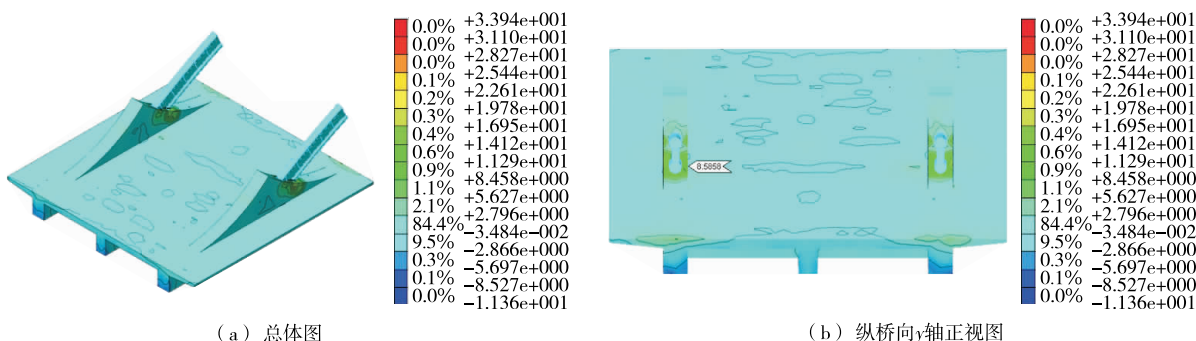 +3.394e+001
0.0% +3.110e+001
0.0% +2.827e+001
0.0% +2.544e+001
0.1% +2.261e+001
0.2% +1.978e+001
0.3% +1.695e+001
0.4% +1.412e+001
0.6% +1.129e+001
0.9% +8.458e+000
1.1% +5.627e+000
2.1% +2.796e+000
84.4% −3.484e−002
9.5% −2.866e+000
0.3% −5.697e+000
0.1% −8.527e+000
0.0% −1.136e+001
(a) 总体图
8.5858
+3.394e+001
0.0% +3.110e+001
0.0% +2.827e+001
0.0% +2.544e+001
0.1% +2.261e+001
0.2% +1.978e+001
0.3% +1.695e+001
0.4% +1.412e+001
0.6% +1.129e+001
0.9% +8.458e+000
1.1% +5.627e+000
2.1% +2.796e+000
84.4% −3.484e−002
9.5% −2.866e+000
0.3% −5.697e+000
0.1% −8.527e+000
0.0% −1.136e+001
(b) 纵桥向y轴正视图